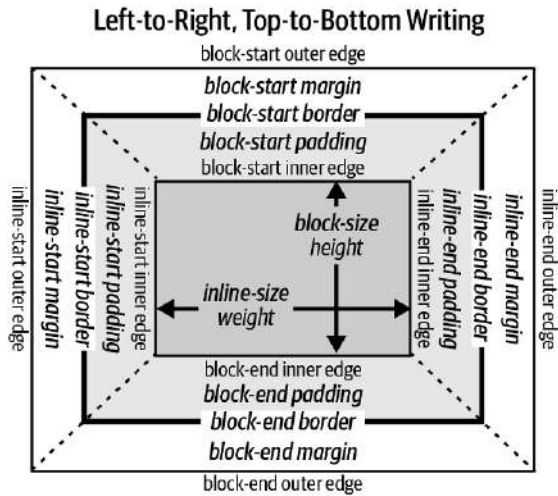 Left-to-Right, Top-to-Bottom Writing
block-start outer edge
block-start margin
block-start border
block-start padding
block-start inner edge
inline-start outer edge
inline-start margin
inline-start border
inline-start padding
inline-start inner edge
block-size
height
inline-size
weight
inline-end inner edge
inline-end padding
inline-end border
inline-end margin
inline-end outer edge
block-end inner edge
block-end padding
block-end border
block-end margin
block-end outer edge